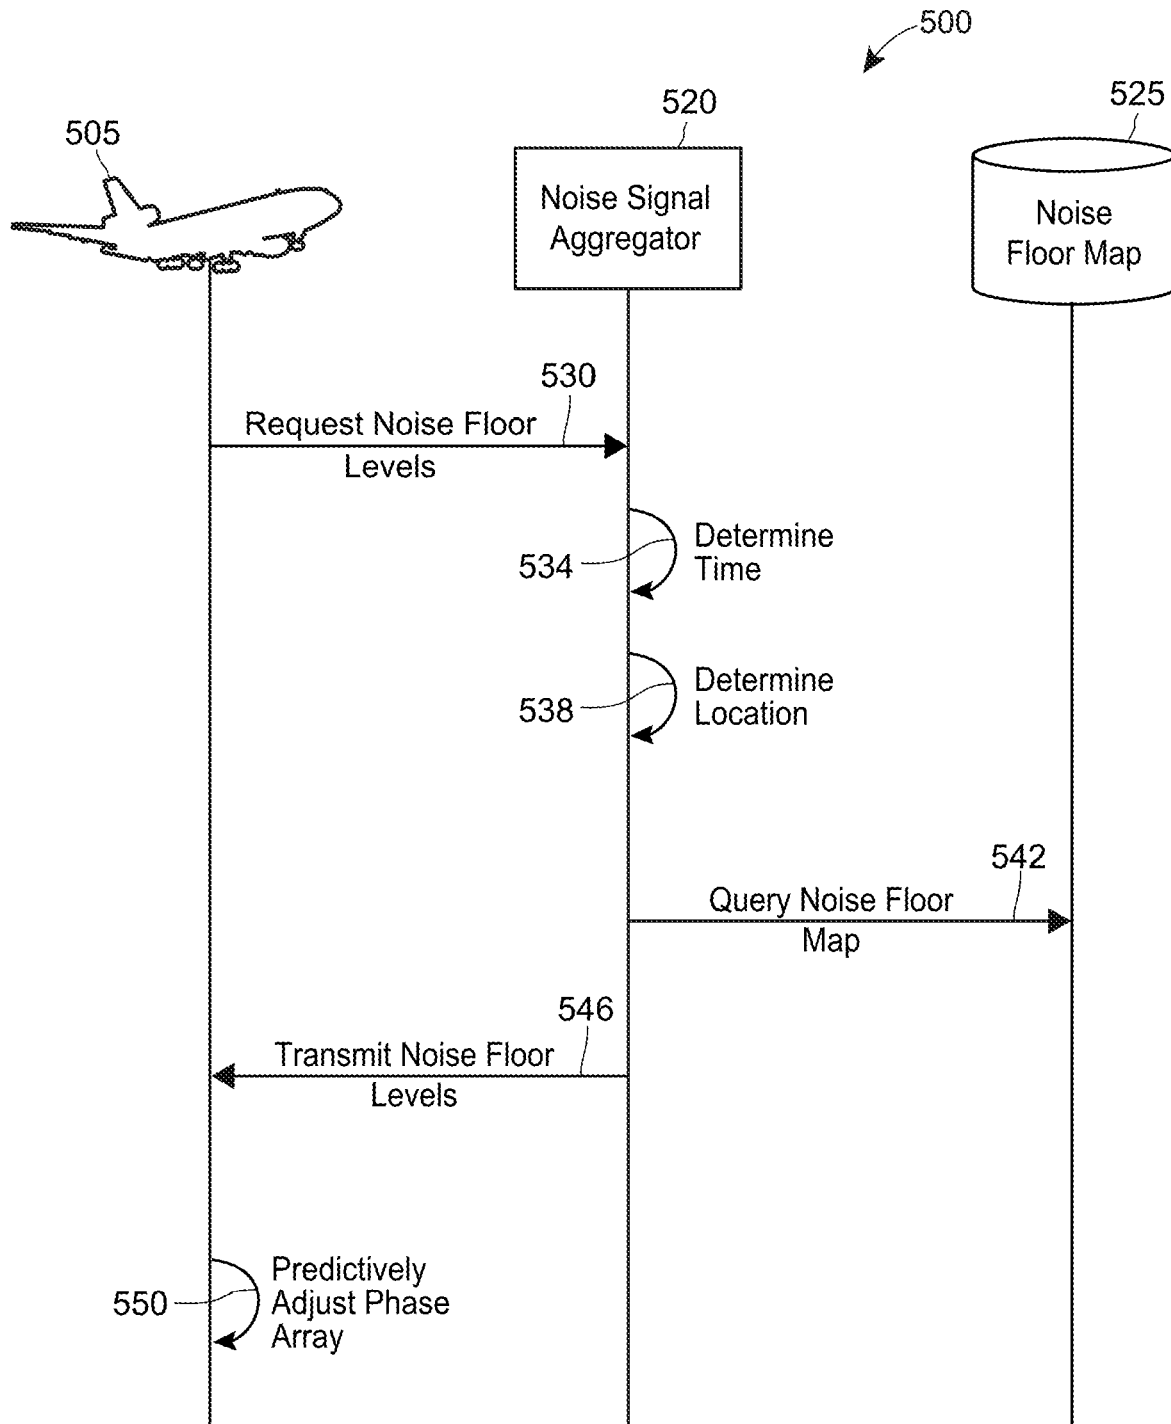 500
505
520
525
Noise Signal
Aggregator
Noise
Floor Map
530
Request Noise Floor
Levels
534
Determine
Time
538
Determine
Location
542
Query Noise Floor
Map
546
Transmit Noise Floor
Levels
550
Predictively
Adjust Phase
Array